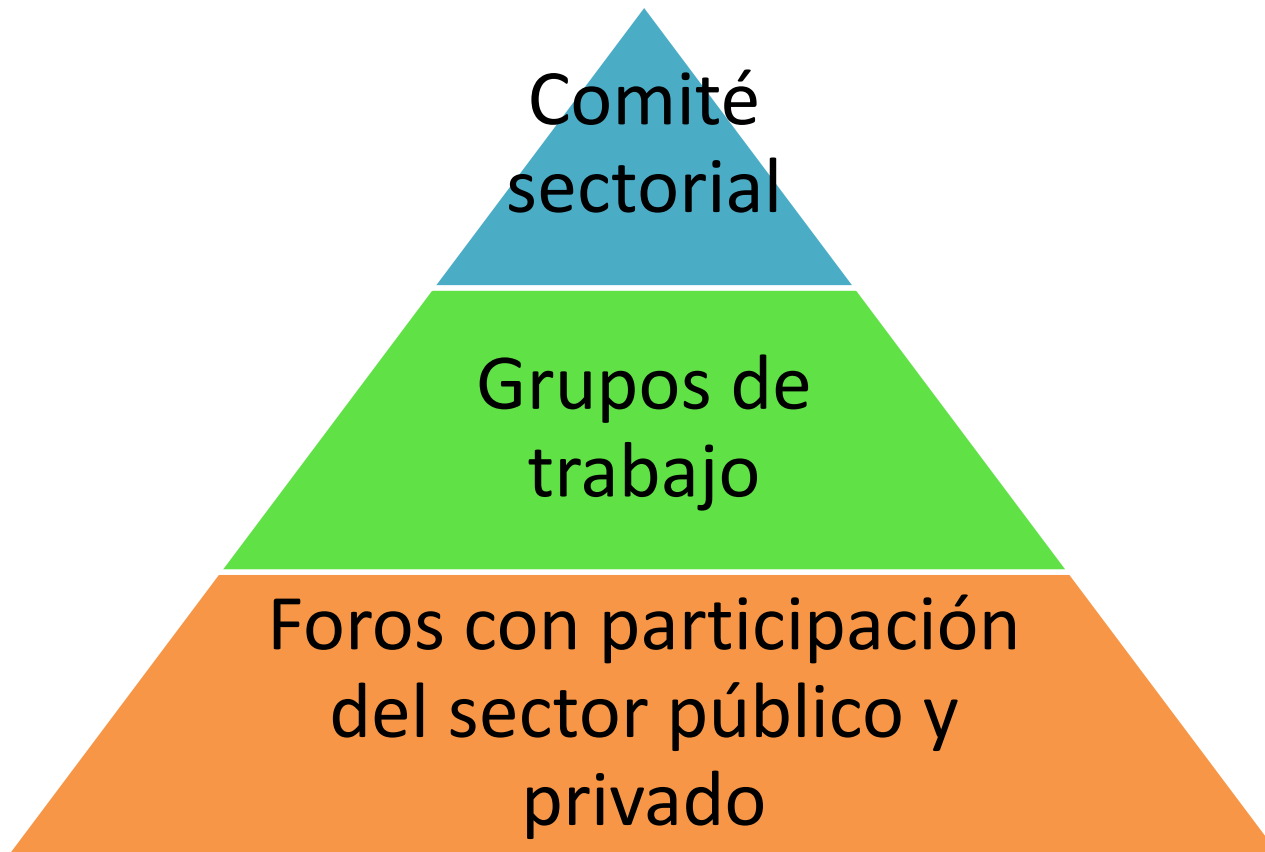 Comité
sectorial
Grupos de
trabajo
Foros con participación
del sector público y
privado